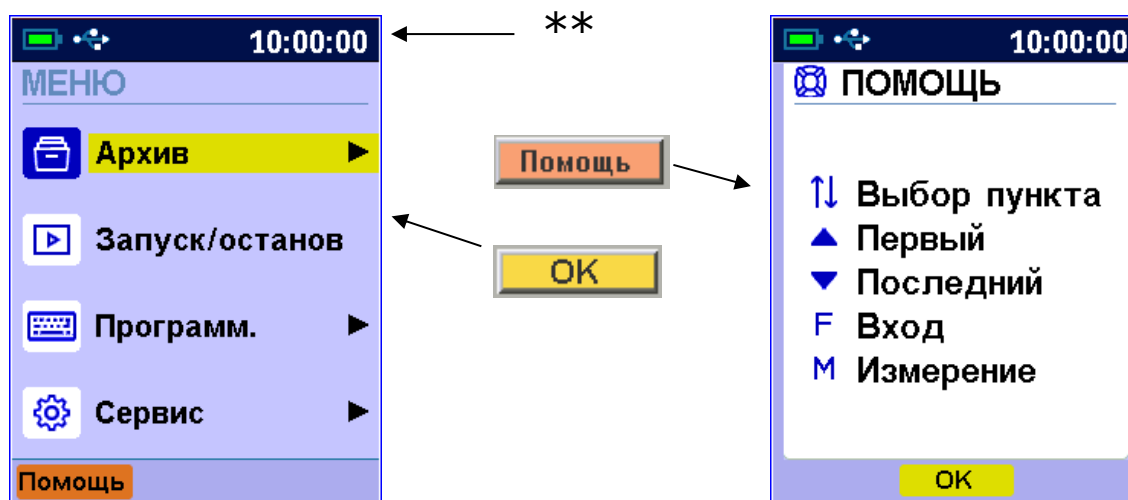 10:00:00
МЕНЮ
Архив
Запуск/останов
Программ.
Сервис
Помощь
**
Помощь
OK
10:00:00
ПОМОЩЬ
Выбор пункта
Первый
Последний
F Вход
M Измерение
OK